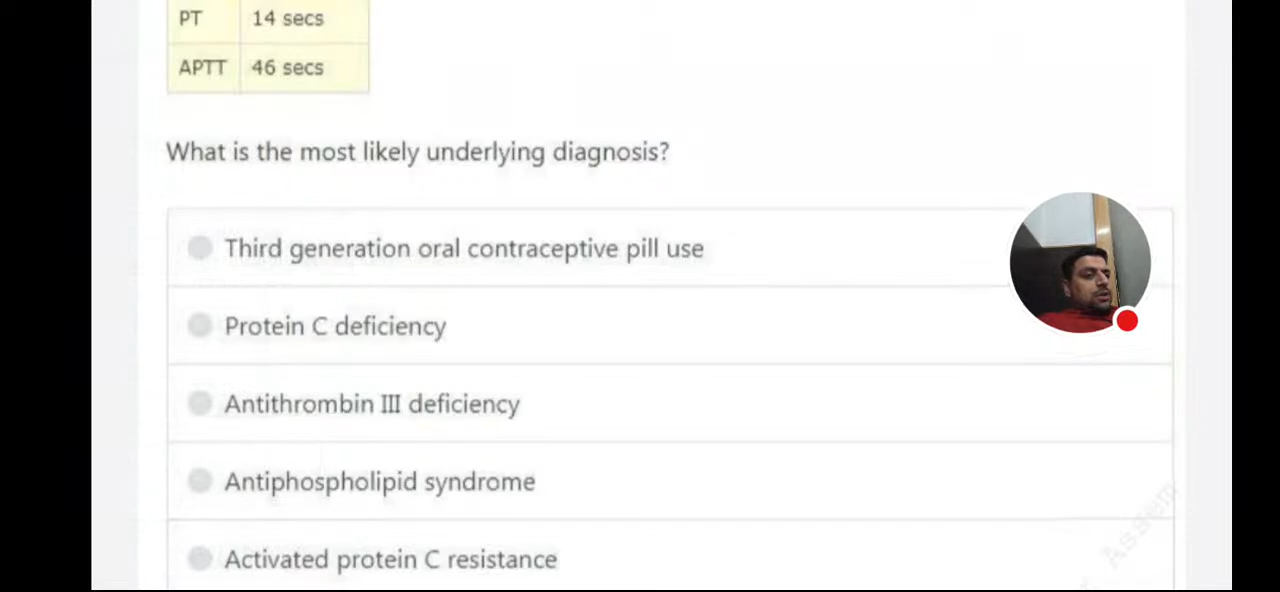 PT 14 secs
APTT 46 secs
What is the most likely underlying diagnosis?
Third generation oral contraceptive pill use
Protein C deficiency
Antithrombin III deficiency
Antiphospholipid syndrome
Activated protein C resistance
Assem